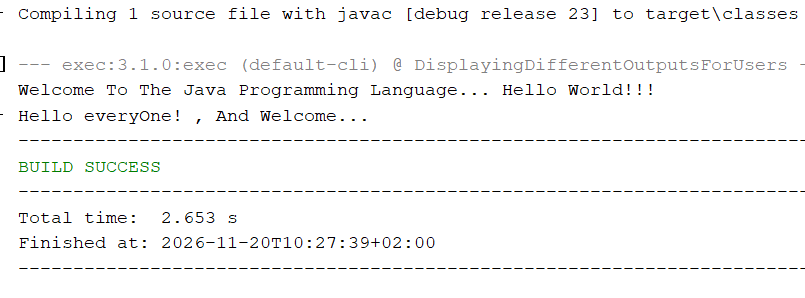 Compiling 1 source file with javac [debug release 23] to target\classes
--- exec:3.1.0:exec (default-cli) @ DisplayingDifferentOutputsForUsers -
Welcome To The Java Programming Language... Hello World!!!
Hello everyOne! , And Welcome...
------------------------------------------------------------------------
BUILD SUCCESS
------------------------------------------------------------------------
Total time:  2.653 s
Finished at: 2026-11-20T10:27:39+02:00
------------------------------------------------------------------------